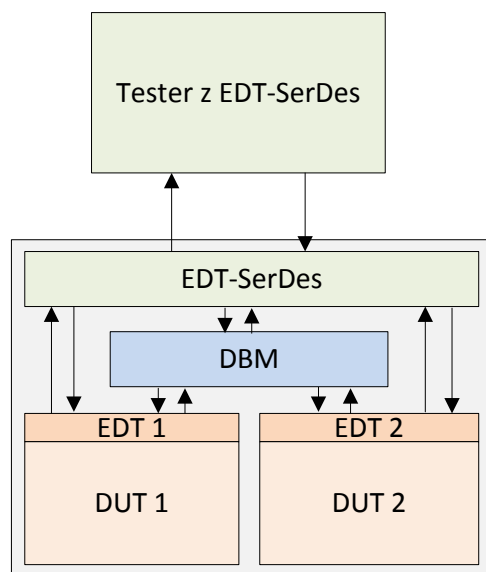 Tester z EDT-SerDes
EDT-SerDes
DBM
EDT 1
EDT 2
DUT 1
DUT 2